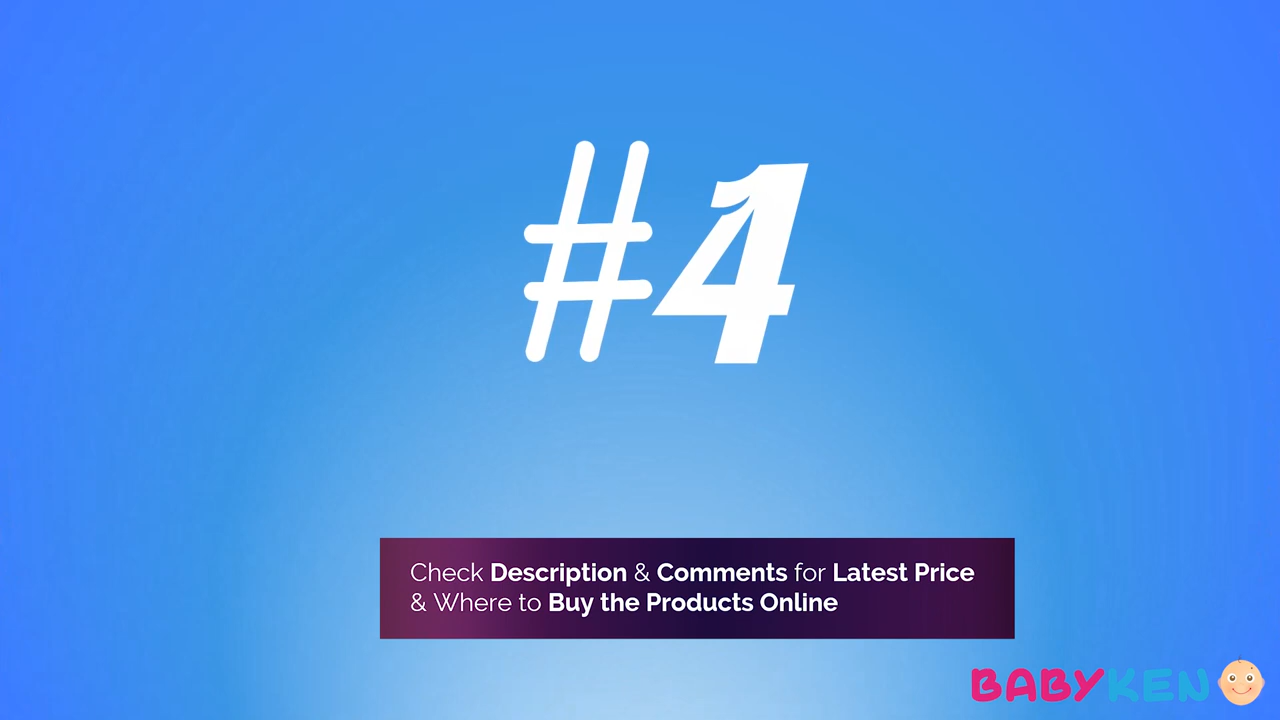 #4
Check Description & Comments for Latest Price
& Where to Buy the Products Online
BABYKEN